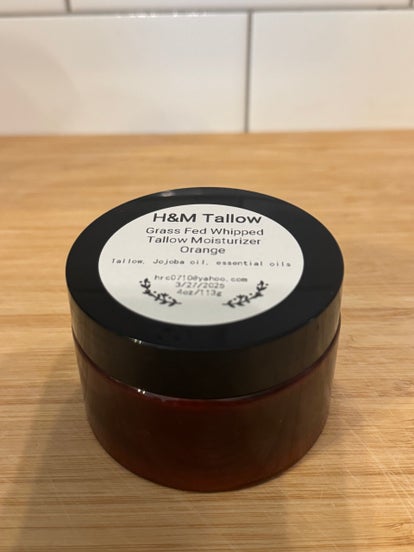 H&M Tallow
Grass Fed Whipped
Tallow Moisturizer
Orange
Tallow, Jojoba oil, essential oils
hrc0710@yahoo.com
3/27/2025
4oz/113g